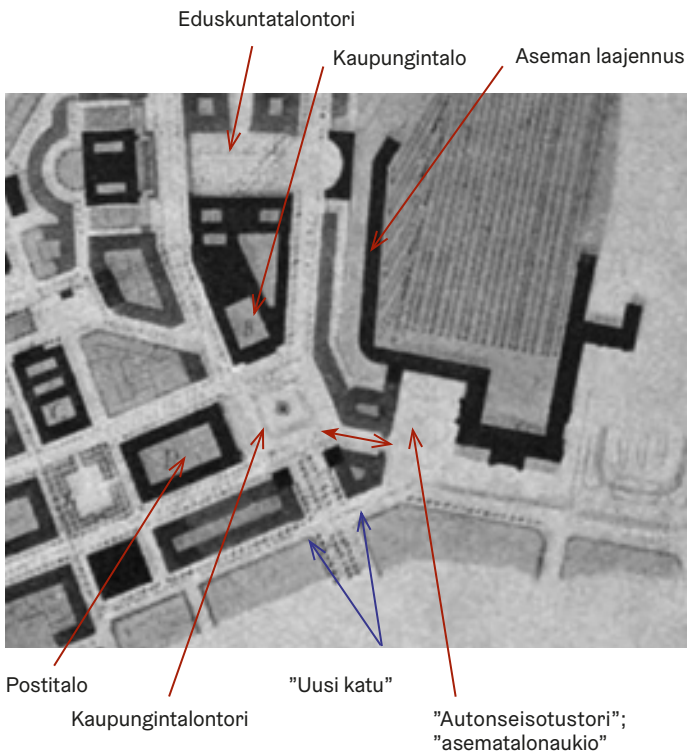 Eduskuntatalontori
Kaupungintalo
Aseman laajennus
Postitalo
"Uusi katu"
Kaupungintalontori
”Autonseisotustori”;
”asematalonaukio”